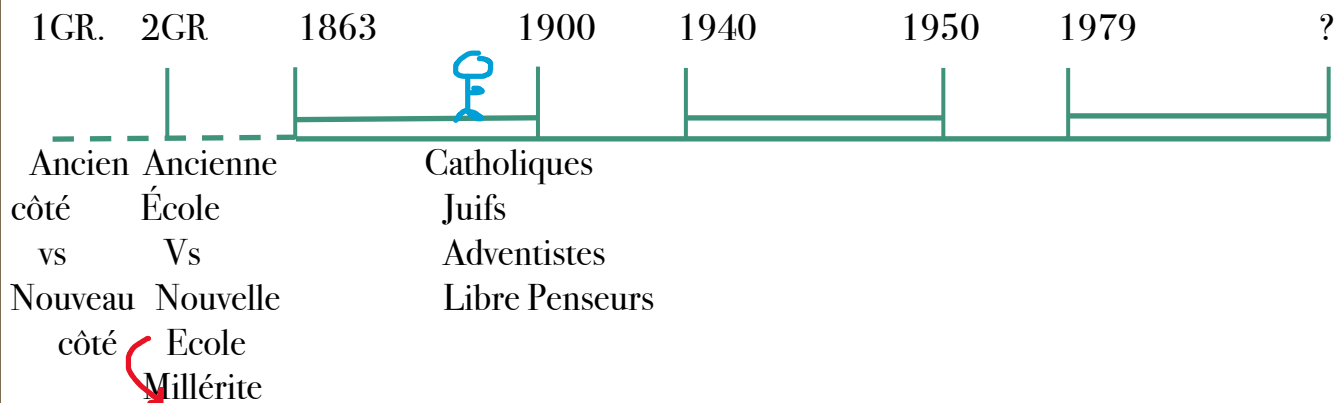 1GR. 2GR 1863 1900 1940 1950 1979 ?
Ancien Ancienne Catholiques
côté École Juifs
vs Vs Adventistes
Nouveau Nouvelle Libre Penseurs
côté Ecole
Millérite